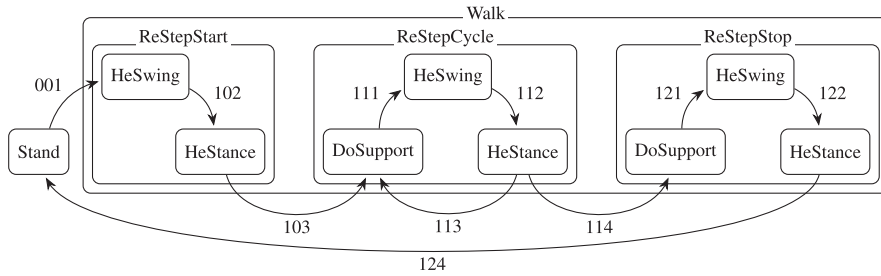 Walk
ReStepStart
ReStepCycle
ReStepStop
HeSwing
HeSwing
HeSwing
001
102
111
112
121
122
Stand
HeStance
DoSupport
HeStance
DoSupport
HeStance
103
113
114
124